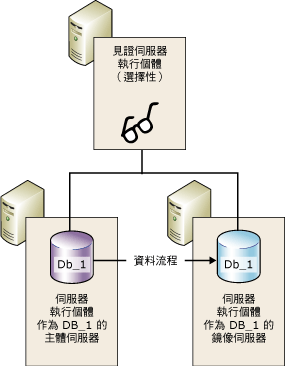 見證伺服器
執行個體
（選擇性）
Db_1
資料流程
Db_1
伺服器
執行個體
作為 DB_1 的
主體伺服器
伺服器
執行個體
作為 DB_1 的
鏡像伺服器